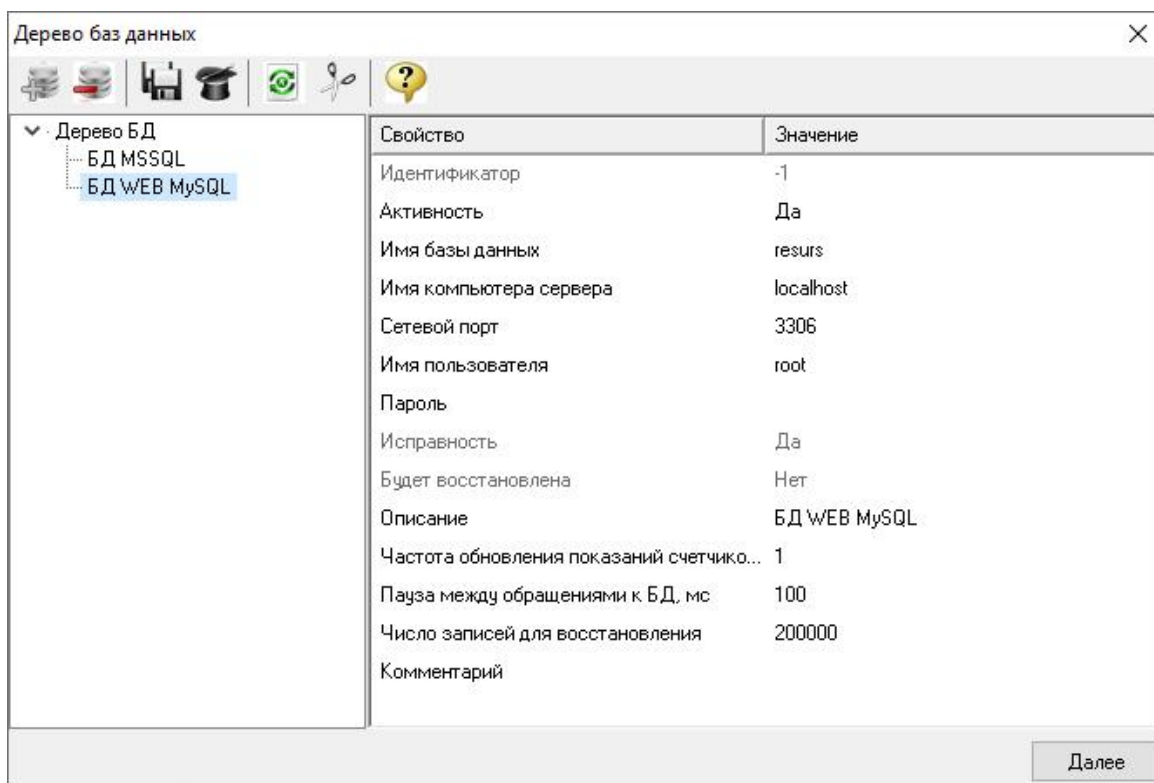 Дерево баз данных
Дерево БД
БД MSSQL
БД WEB MySQL
Свойство Значение
Идентификатор -1
Активность Да
Имя базы данных resurs
Имя компьютера сервера localhost
Сетевой порт 3306
Имя пользователя root
Пароль
Исправность Да
Будет восстановлена Нет
Описание БД WEB MySQL
Частота обновления показаний счетчико... 1
Пауза между обращениями к БД, мс 100
Число записей для восстановления 200000
Комментарий
Далее